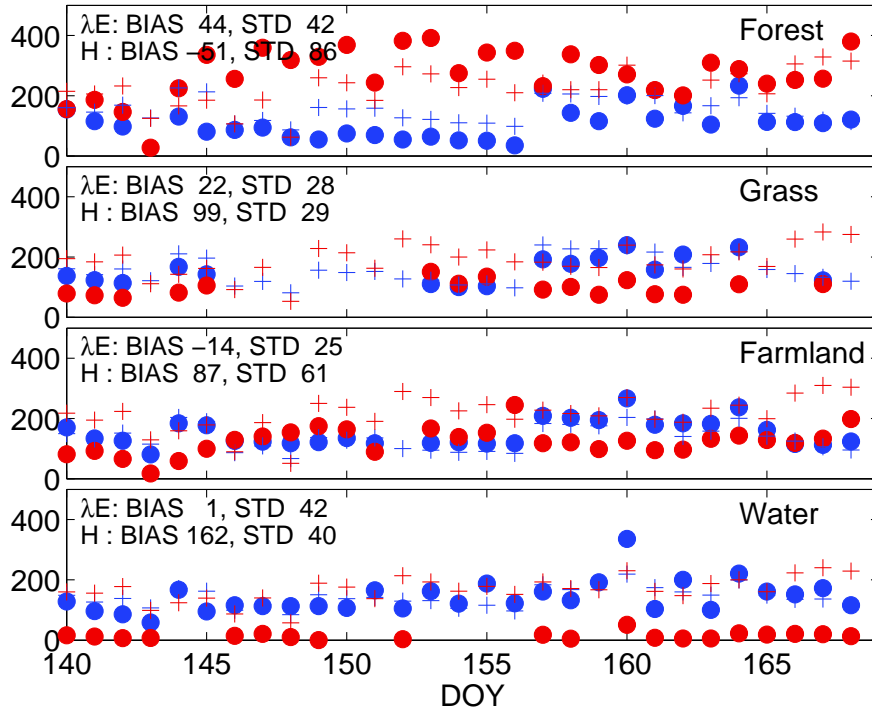 400
200
0
λE: BIAS 44, STD 42
H : BIAS −51, STD 86
Forest
400
200
0
λE: BIAS 22, STD 28
H : BIAS 99, STD 29
Grass
400
200
0
λE: BIAS −14, STD 25
H : BIAS 87, STD 61
Farmland
400
200
0
λE: BIAS 1, STD 42
H : BIAS 162, STD 40
Water
140 145 150 155 160 165
DOY